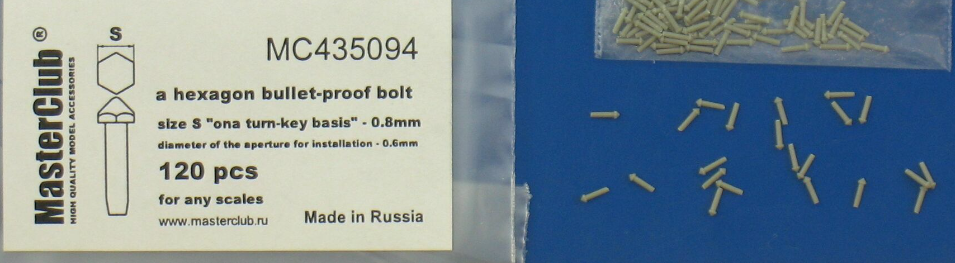 MasterClub®
HIGH QUALITY MODEL ACCESSORIES
S
MC435094
a hexagon bullet-proof bolt
size S "ona turn-key basis" - 0.8mm
diameter of the aperture for installation - 0.6mm
120 pcs
for any scales
www.masterclub.ru
Made in Russia